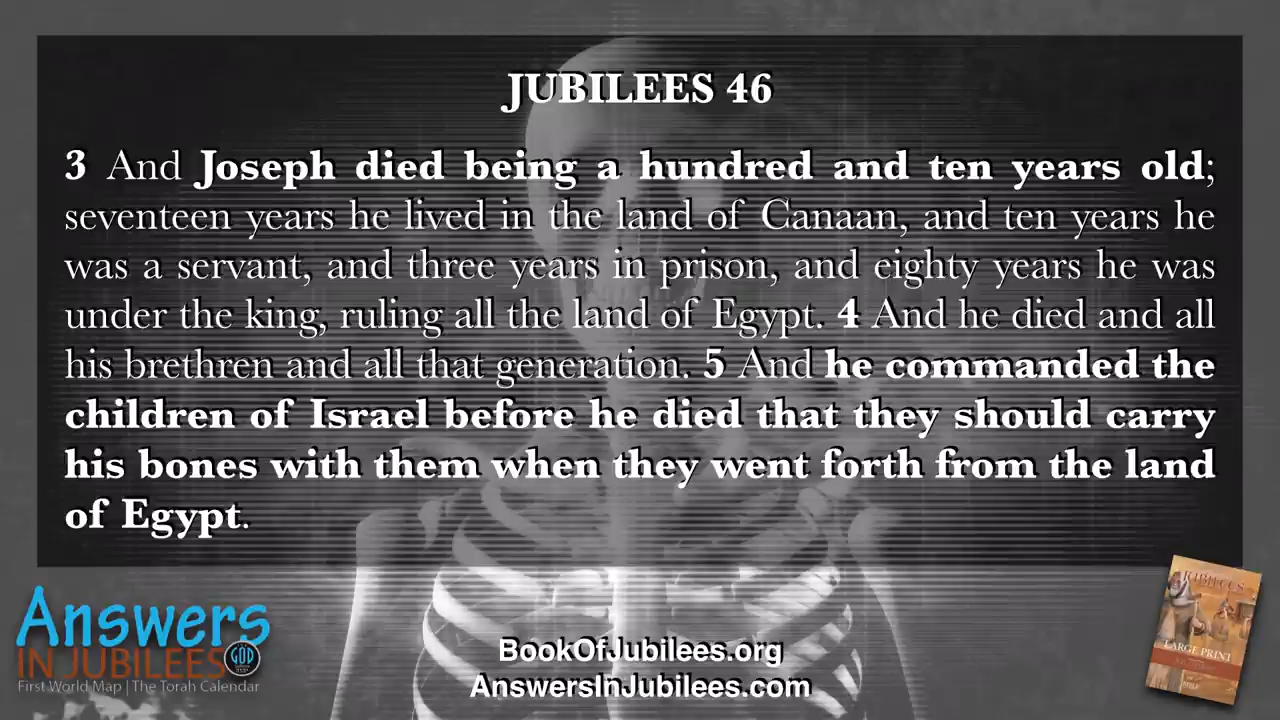 JUBILEES 46
3 And Joseph died being a hundred and ten years old;
seventeen years he lived in the land of Canaan, and ten years he
was a servant, and three years in prison, and eighty years he was
under the king, ruling all the land of Egypt. 4 And he died and all
his brethren and all that generation. 5 And he commanded the
children of Israel before he died that they should carry
his bones with them when they went forth from the land
of Egypt.
Answers
IN JUBILEES
GOD
First World Map | The Torah Calendar
BookOfJubilees.org
AnswersInJubilees.com
JUBILEES
LARGE PRINT